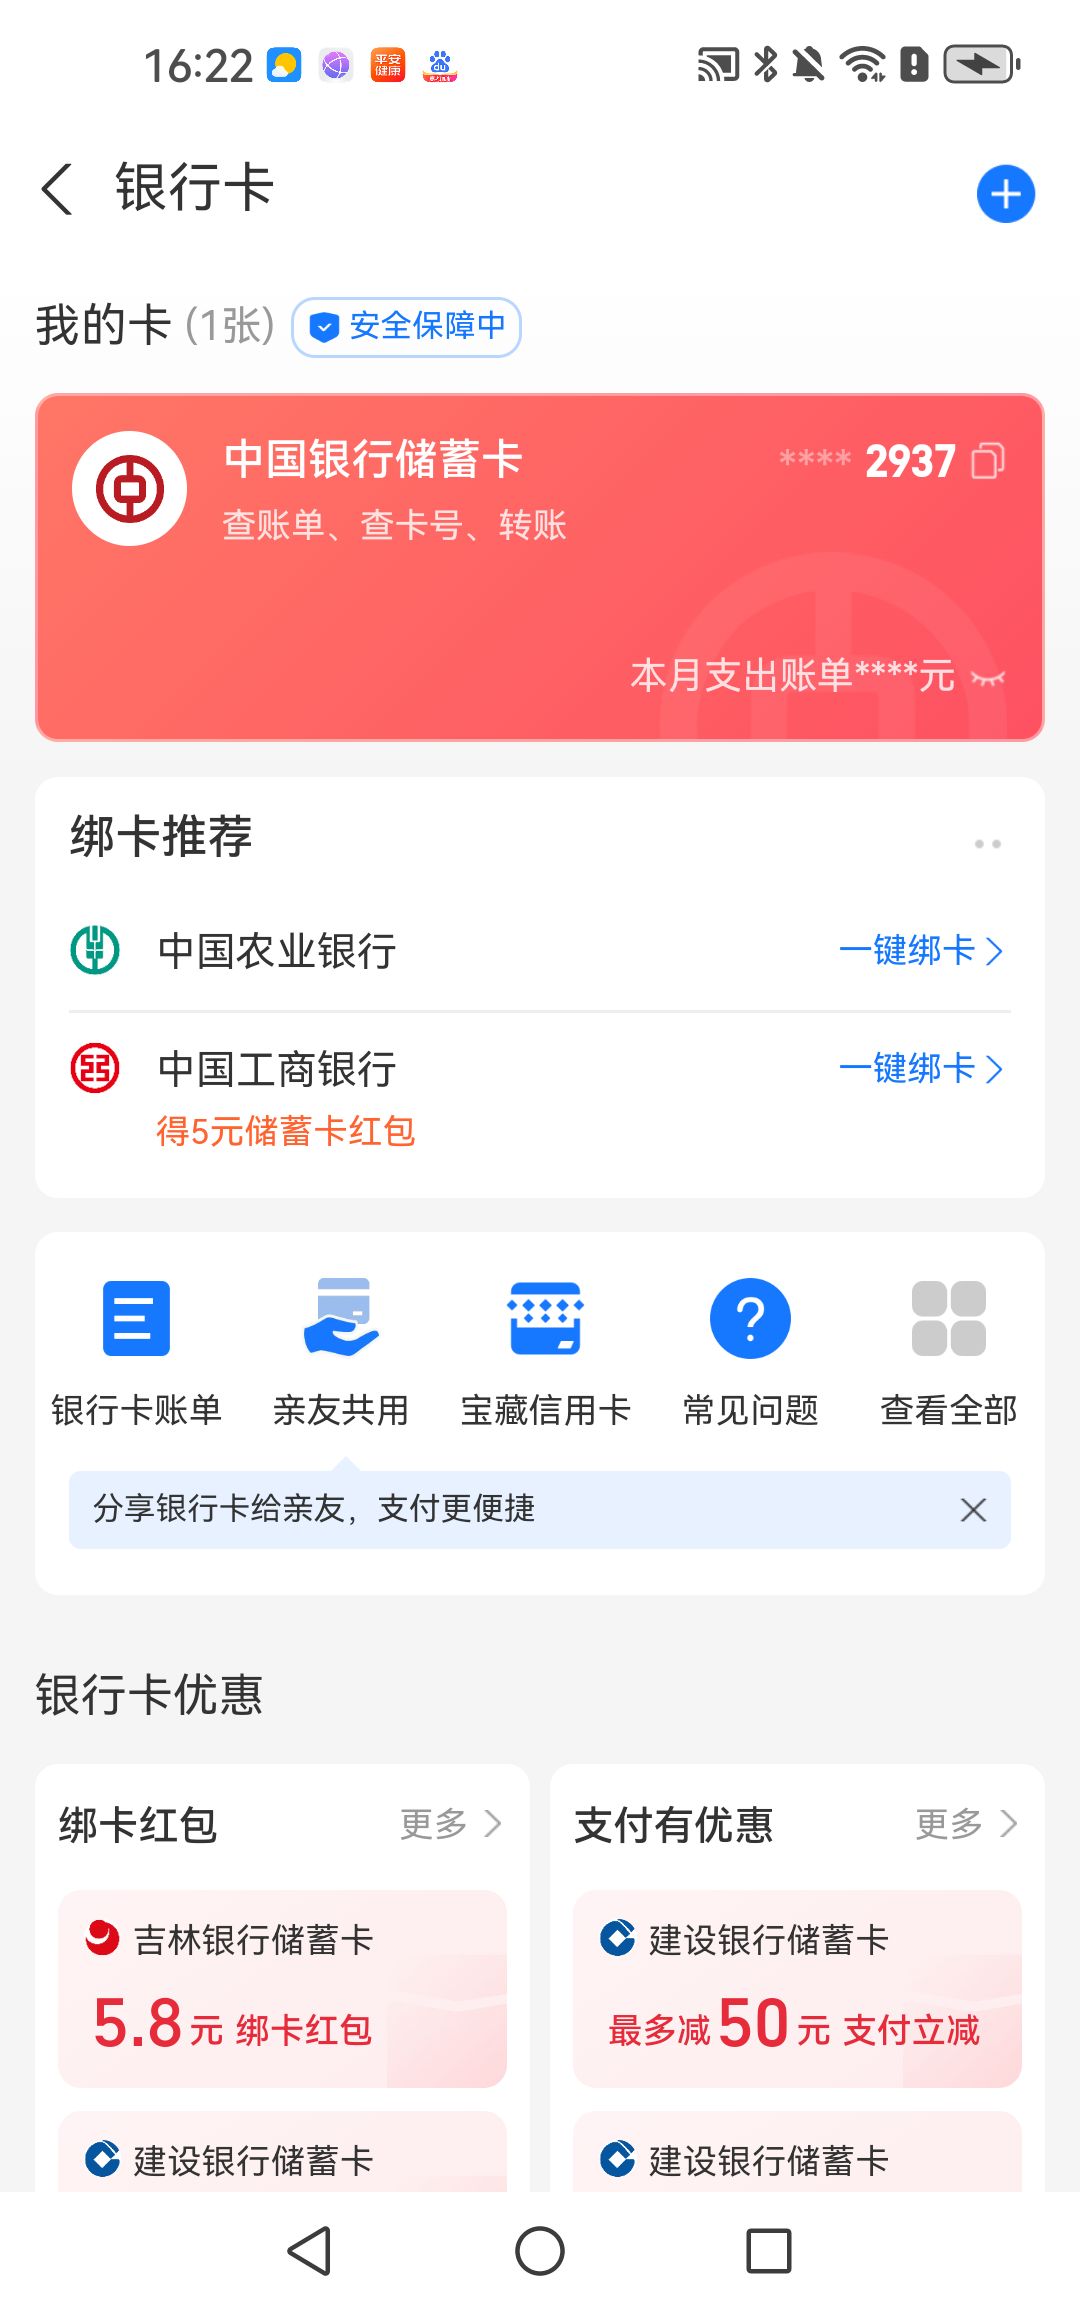 16:22
平安
健康
du
银行卡
我的卡 (1张) 安全保障中
中国银行储蓄卡 **** 2937
查账单、查卡号、转账
本月支出账单****元
绑卡推荐
中国农业银行 一键绑卡
中国工商银行 一键绑卡
得5元储蓄卡红包
银行卡账单 亲友共用 宝藏信用卡 常见问题 查看全部
分享银行卡给亲友，支付更便捷
银行卡优惠
绑卡红包 更多
支付有优惠 更多
吉林银行储蓄卡
5.8元 绑卡红包
建设银行储蓄卡
最多减50元 支付立减
建设银行储蓄卡
建设银行储蓄卡